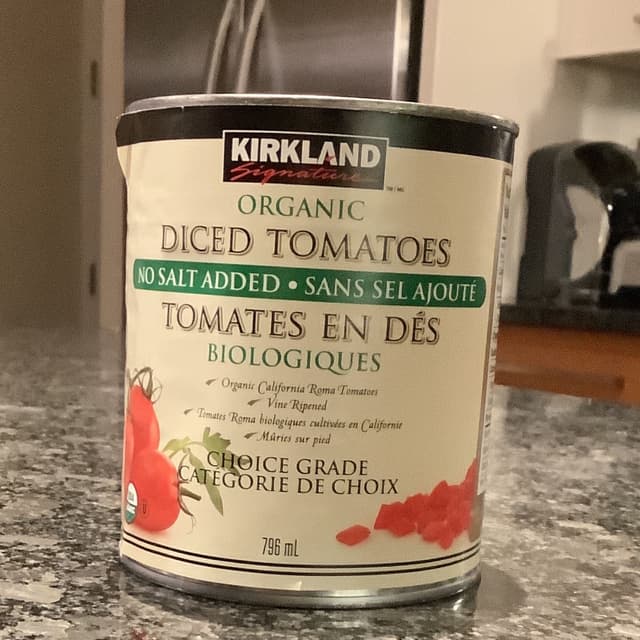 KIRKLAND
Signature
ORGANIC
DICED TOMATOES
NO SALT ADDED • SANS SEL AJOUTÉ
TOMATES EN DÉS
BIOLOGIQUES
Organic California Roma Tomatoes
Vine Ripened
Tomates Roma biologiques cultivées en Californie
Mûries sur pied
CHOICE GRADE
CATÉGORIE DE CHOIX
796 mL